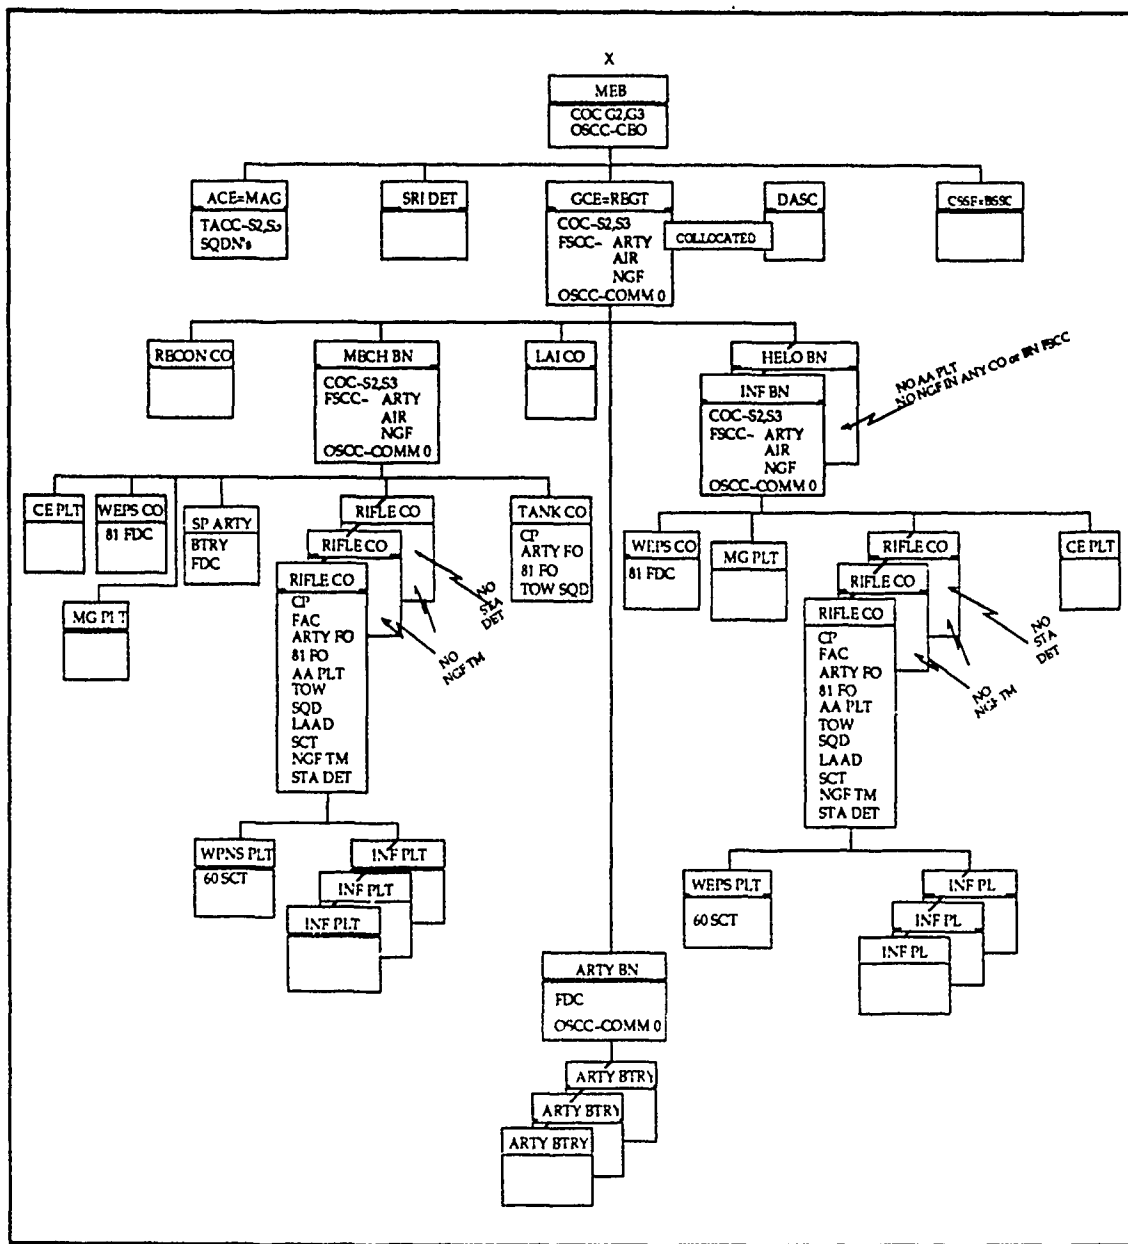 X
MEB
COC G2,G3
OSCC-CEO
ACE=MAG
TACC-S2,S3
SQDN's
SRI DET
GCE=REGT
COC-S2,S3
FSCC- ARTY
AIR
NGF
OSCC-COMM 0
COLLOCATED
DASC
CSSE=BSSC
RECON CO
MECH BN
COC-S2,S3
FSCC- ARTY
AIR
NGF
OSCC-COMM 0
LAI CO
HELO BN
INF BN
COC-S2,S3
FSCC- ARTY
AIR
NGF
OSCC-COMM 0
NO AA PLT
NO NGF IN ANY CO or BN FSCC
CE PLT
WEPS CO
81 FDC
SP ARTY
BTRY
FDC
MG PLT
RIFLE CO
RIFLE CO
RIFLE CO
CP
FAC
ARTY FO
81 FO
AA PLT
TOW
SQD
LAAD
SCT
NGF TM
STA DET
NO
STA
DET
NO
NGF TM
TANK CO
CP
ARTY FO
81 FO
TOW SQD
WEPS CO
81 FDC
MG PLT
RIFLE CO
RIFLE CO
RIFLE CO
CP
FAC
ARTY FO
81 FO
AA PLT
TOW
SQD
LAAD
SCT
NGF TM
STA DET
NO
STA
DET
NO
NGF TM
CE PLT
WPNS PLT
60 SCT
INF PLT
INF PLT
INF PLT
WEPS PLT
60 SCT
INF PL
INF PL
INF PL
ARTY BN
FDC
OSCC-COMM 0
ARTY BTRY
ARTY BTRY
ARTY BTRY